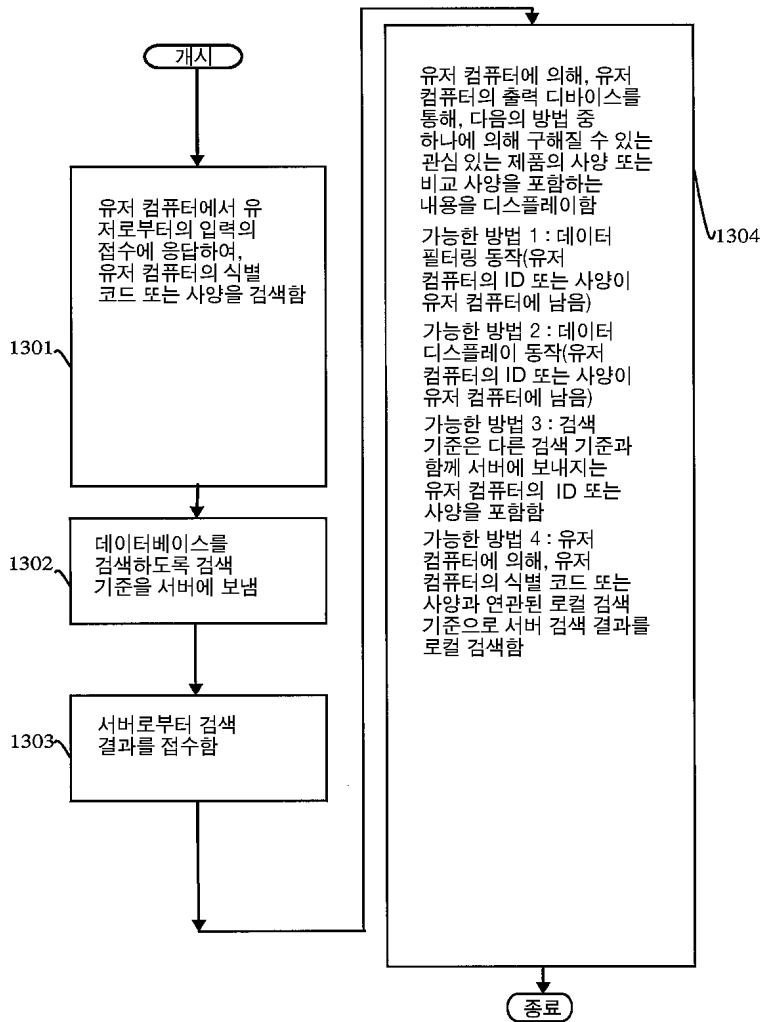 개시
유저 컴퓨터에서 유
저로부터의 입력의
접수에 응답하여,
유저 컴퓨터의 식별
코드 또는 사양을 검색함
1301
데이터베이스를
검색하도록 검색
기준을 서버에 보냄
1302
서버로부터 검색
결과를 접수함
1303
유저 컴퓨터에 의해, 유저
컴퓨터의 출력 디바이스를
통해, 다음의 방법 중
하나에 의해 구해질 수 있는
관심 있는 제품의 사양 또는
비교 사양을 포함하는
내용을 디스플레이함
가능한 방법 1 : 데이터
필터링 동작(유저
컴퓨터의 ID 또는 사양이
유저 컴퓨터에 남음)
가능한 방법 2 : 데이터
디스플레이 동작(유저
컴퓨터의 ID 또는 사양이
유저 컴퓨터에 남음)
가능한 방법 3 : 검색
기준은 다른 검색 기준과
함께 서버에 보내지는
유저 컴퓨터의 ID 또는
사양을 포함함
가능한 방법 4 : 유저
컴퓨터에 의해, 유저
컴퓨터의 식별 코드 또는
사양과 연관된 로컬 검색
기준으로 서버 검색 결과를
로컬 검색함
1304
종료